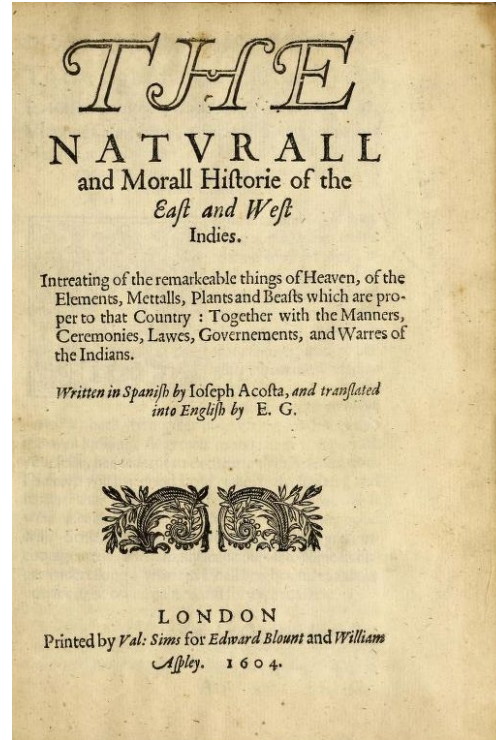 THE
NATVRALL
and Morall Hiſtorie of the
Eaſt and Weſt
Indies.
Intreating of the remarkeable things of Heaven, of the
Elements, Mettalls, Plants and Beaſts which are pro-
per to that Country : Together with the Manners,
Ceremonies, Lawes, Governements, and Warres of
the Indians.
Written in Spaniſh by Ioſeph Acoſta, and tranſlated
into Engliſh by E. G.
LONDON
Printed by Val: Sims for Edward Blount and William
Aſpley. 1604.